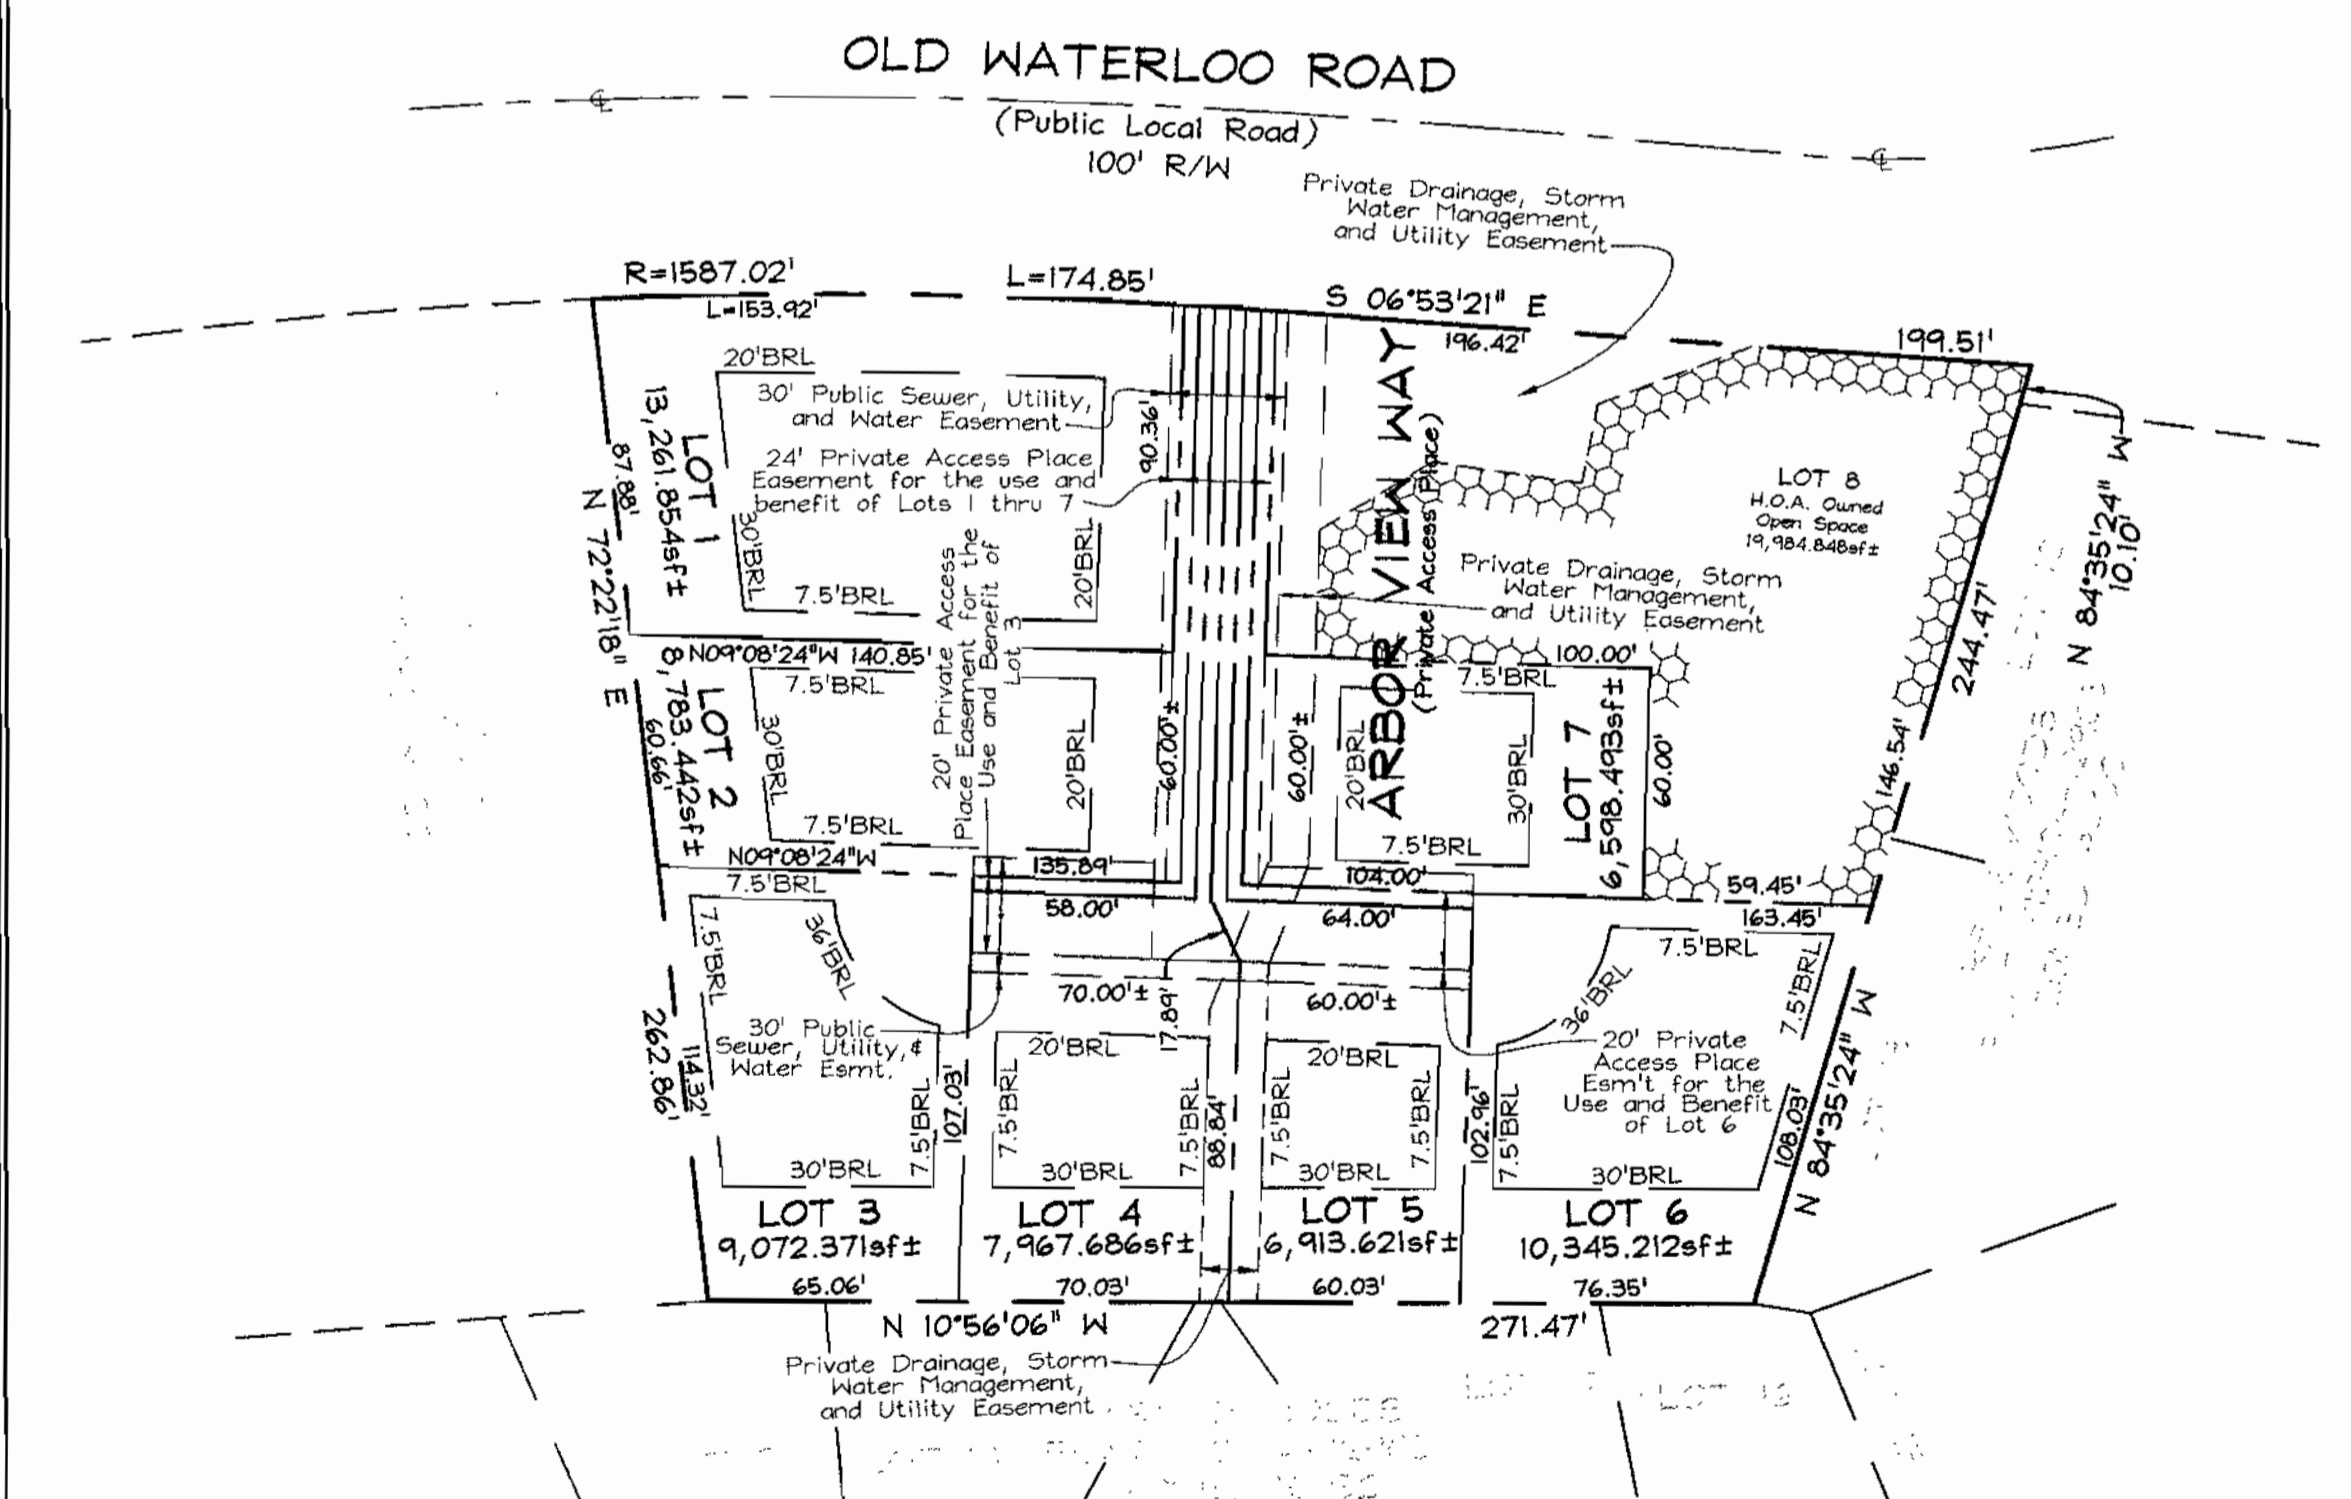 OLD WATERLOO ROAD
(Public Local Road)
100' R/W
Private Drainage, Storm
Water Management,
and Utility Easement
R=1587.02'
L=174.85'
L=153.92'
S 06°53'21" E
196.42'
199.51'
20'BRL
30' Public Sewer, Utility,
and Water Easement
24' Private Access Place
Easement for the use and
benefit of Lots 1 thru 7
90.36'
LOT 1
13,261.854sf±
87.88'
N 72°22'18" E
30'BRL
7.5'BRL
20'BRL
20' Private Access
Place Easement for the
Use and Benefit of
Lot 3
ARBOR VIEW WAY
(Private Access Place)
LOT 8
H.O.A. Owned
Open Space
19,984.848sf±
N 84°35'24" W
10.10'
Private Drainage, Storm
Water Management,
and Utility Easement
244.47'
146.54'
N09°08'24"W 140.85'
7.5'BRL
LOT 2
8,783.442sf±
60.66'
30'BRL
20'BRL
7.5'BRL
60.00'±
60.00'±
100.00'
7.5'BRL
20'BRL
30'BRL
7.5'BRL
LOT 7
6,598.493sf±
60.00'
N09°08'24"W
135.89'
104.00'
59.45'
58.00'
64.00'
163.45'
7.5'BRL
7.5'BRL
36'BRL
7.5'BRL
7.5'BRL
36'BRL
70.00'±
60.00'±
17.89'
262.86'
114.32'
30' Public
Sewer, Utility, &
Water Esmt.
7.5'BRL
107.03'
20'BRL
7.5'BRL
7.5'BRL
88.84'
20'BRL
7.5'BRL
7.5'BRL
102.96'
7.5'BRL
20' Private
Access Place
Esm't for the
Use and Benefit
of Lot 6
108.03'
N 84°35'24" W
30'BRL
30'BRL
30'BRL
30'BRL
LOT 3
9,072.371sf±
LOT 4
7,967.686sf±
LOT 5
6,913.621sf±
LOT 6
10,345.212sf±
65.06'
70.03'
60.03'
76.35'
N 10°56'06" W
271.47'
Private Drainage, Storm
Water Management,
and Utility Easement